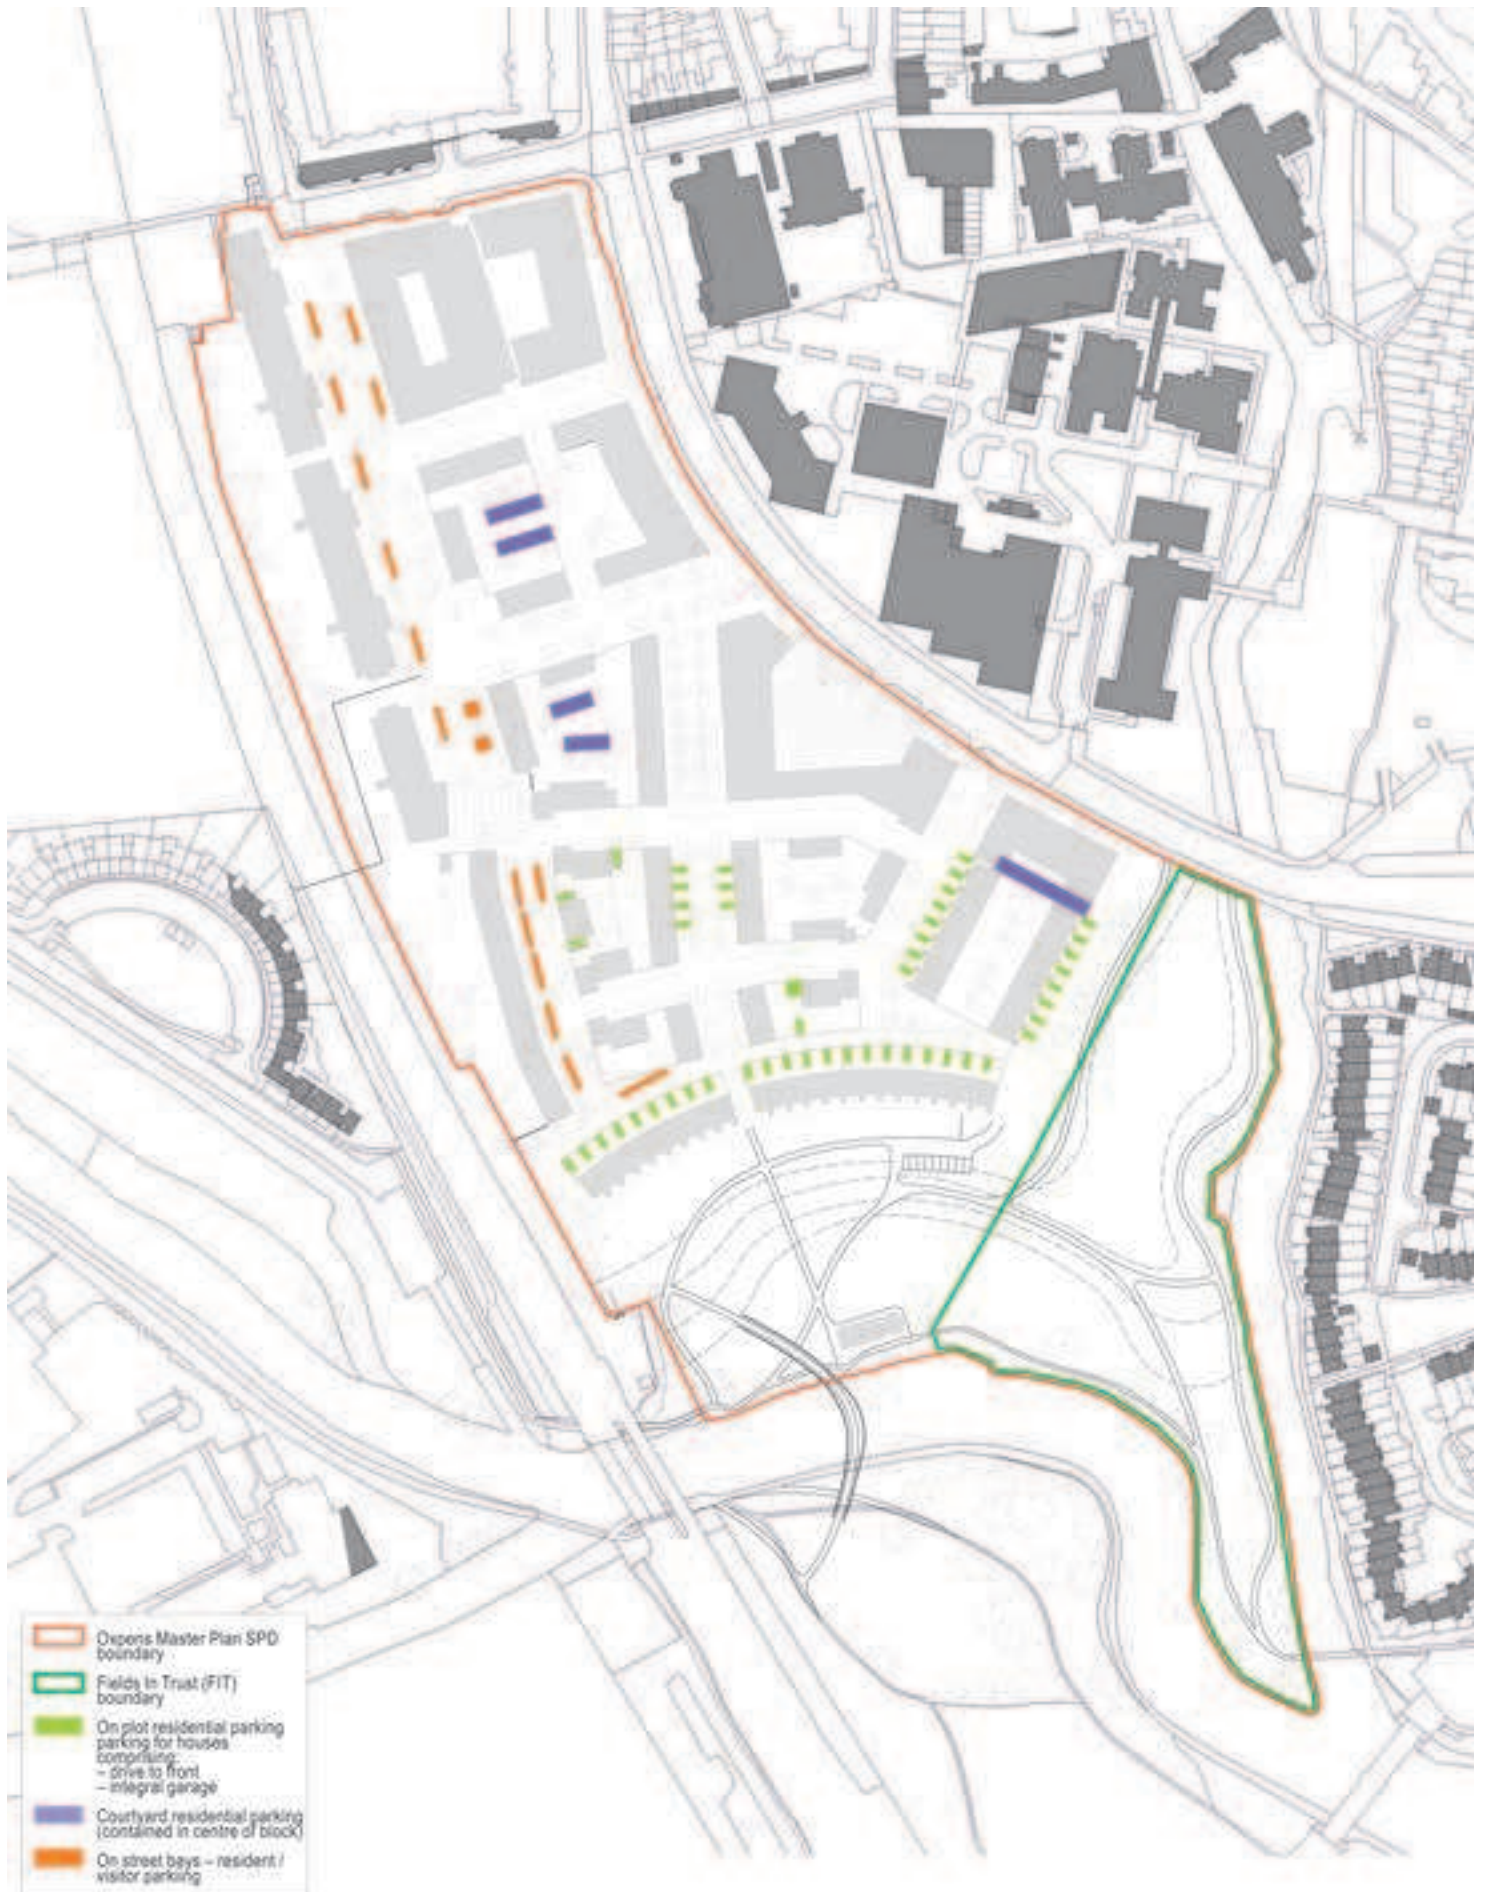 Oxpens Master Plan SPD
boundary
Fields In Trust (FIT)
boundary
On plot residential parking
parking for houses
comprising:
– drive to front
– integral garage
Courtyard residential parking
(contained in centre of block)
On street bays – resident /
visitor parking